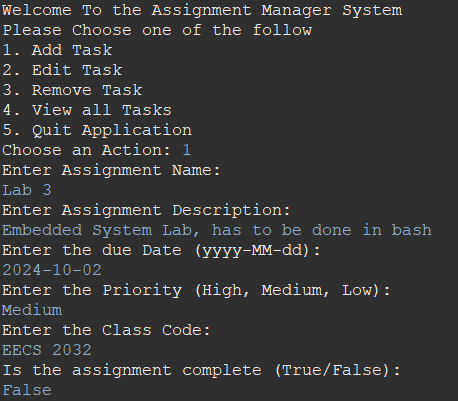 Welcome To the Assignment Manager System
Please Choose one of the follow
1. Add Task
2. Edit Task
3. Remove Task
4. View all Tasks
5. Quit Application
Choose an Action: 1
Enter Assignment Name:
Lab 3
Enter Assignment Description:
Embedded System Lab, has to be done in bash
Enter the due Date (yyyy-MM-dd):
2024-10-02
Enter the Priority (High, Medium, Low):
Medium
Enter the Class Code:
EECS 2032
Is the assignment complete (True/False):
False